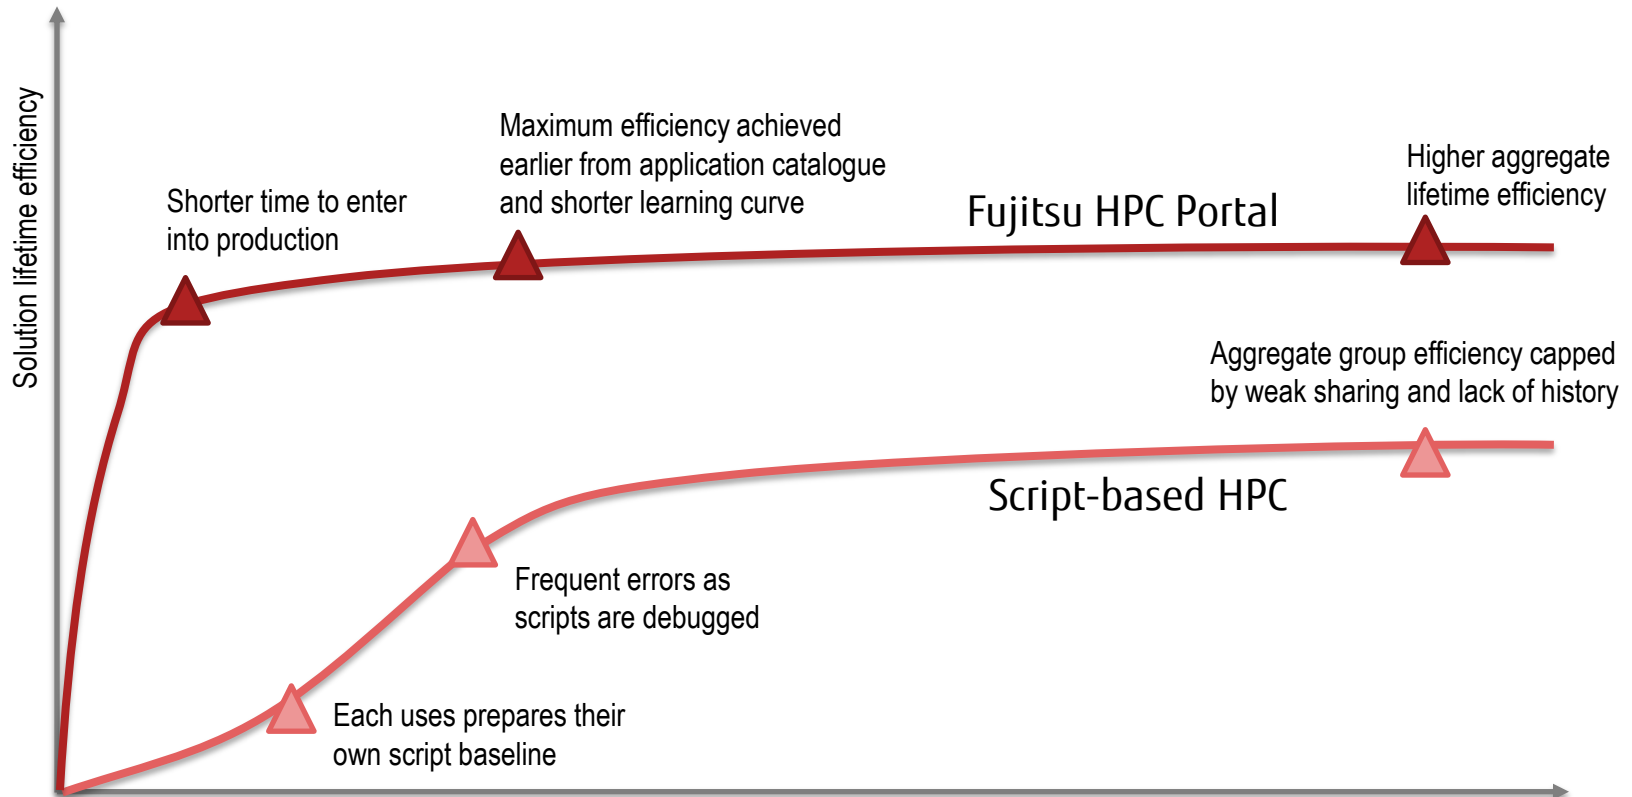 Solution lifetime efficiency
Shorter time to enter
into production
Maximum efficiency achieved
earlier from application catalogue
and shorter learning curve
Fujitsu HPC Portal
Higher aggregate
lifetime efficiency
Aggregate group efficiency capped
by weak sharing and lack of history
Script-based HPC
Frequent errors as
scripts are debugged
Each uses prepares their
own script baseline